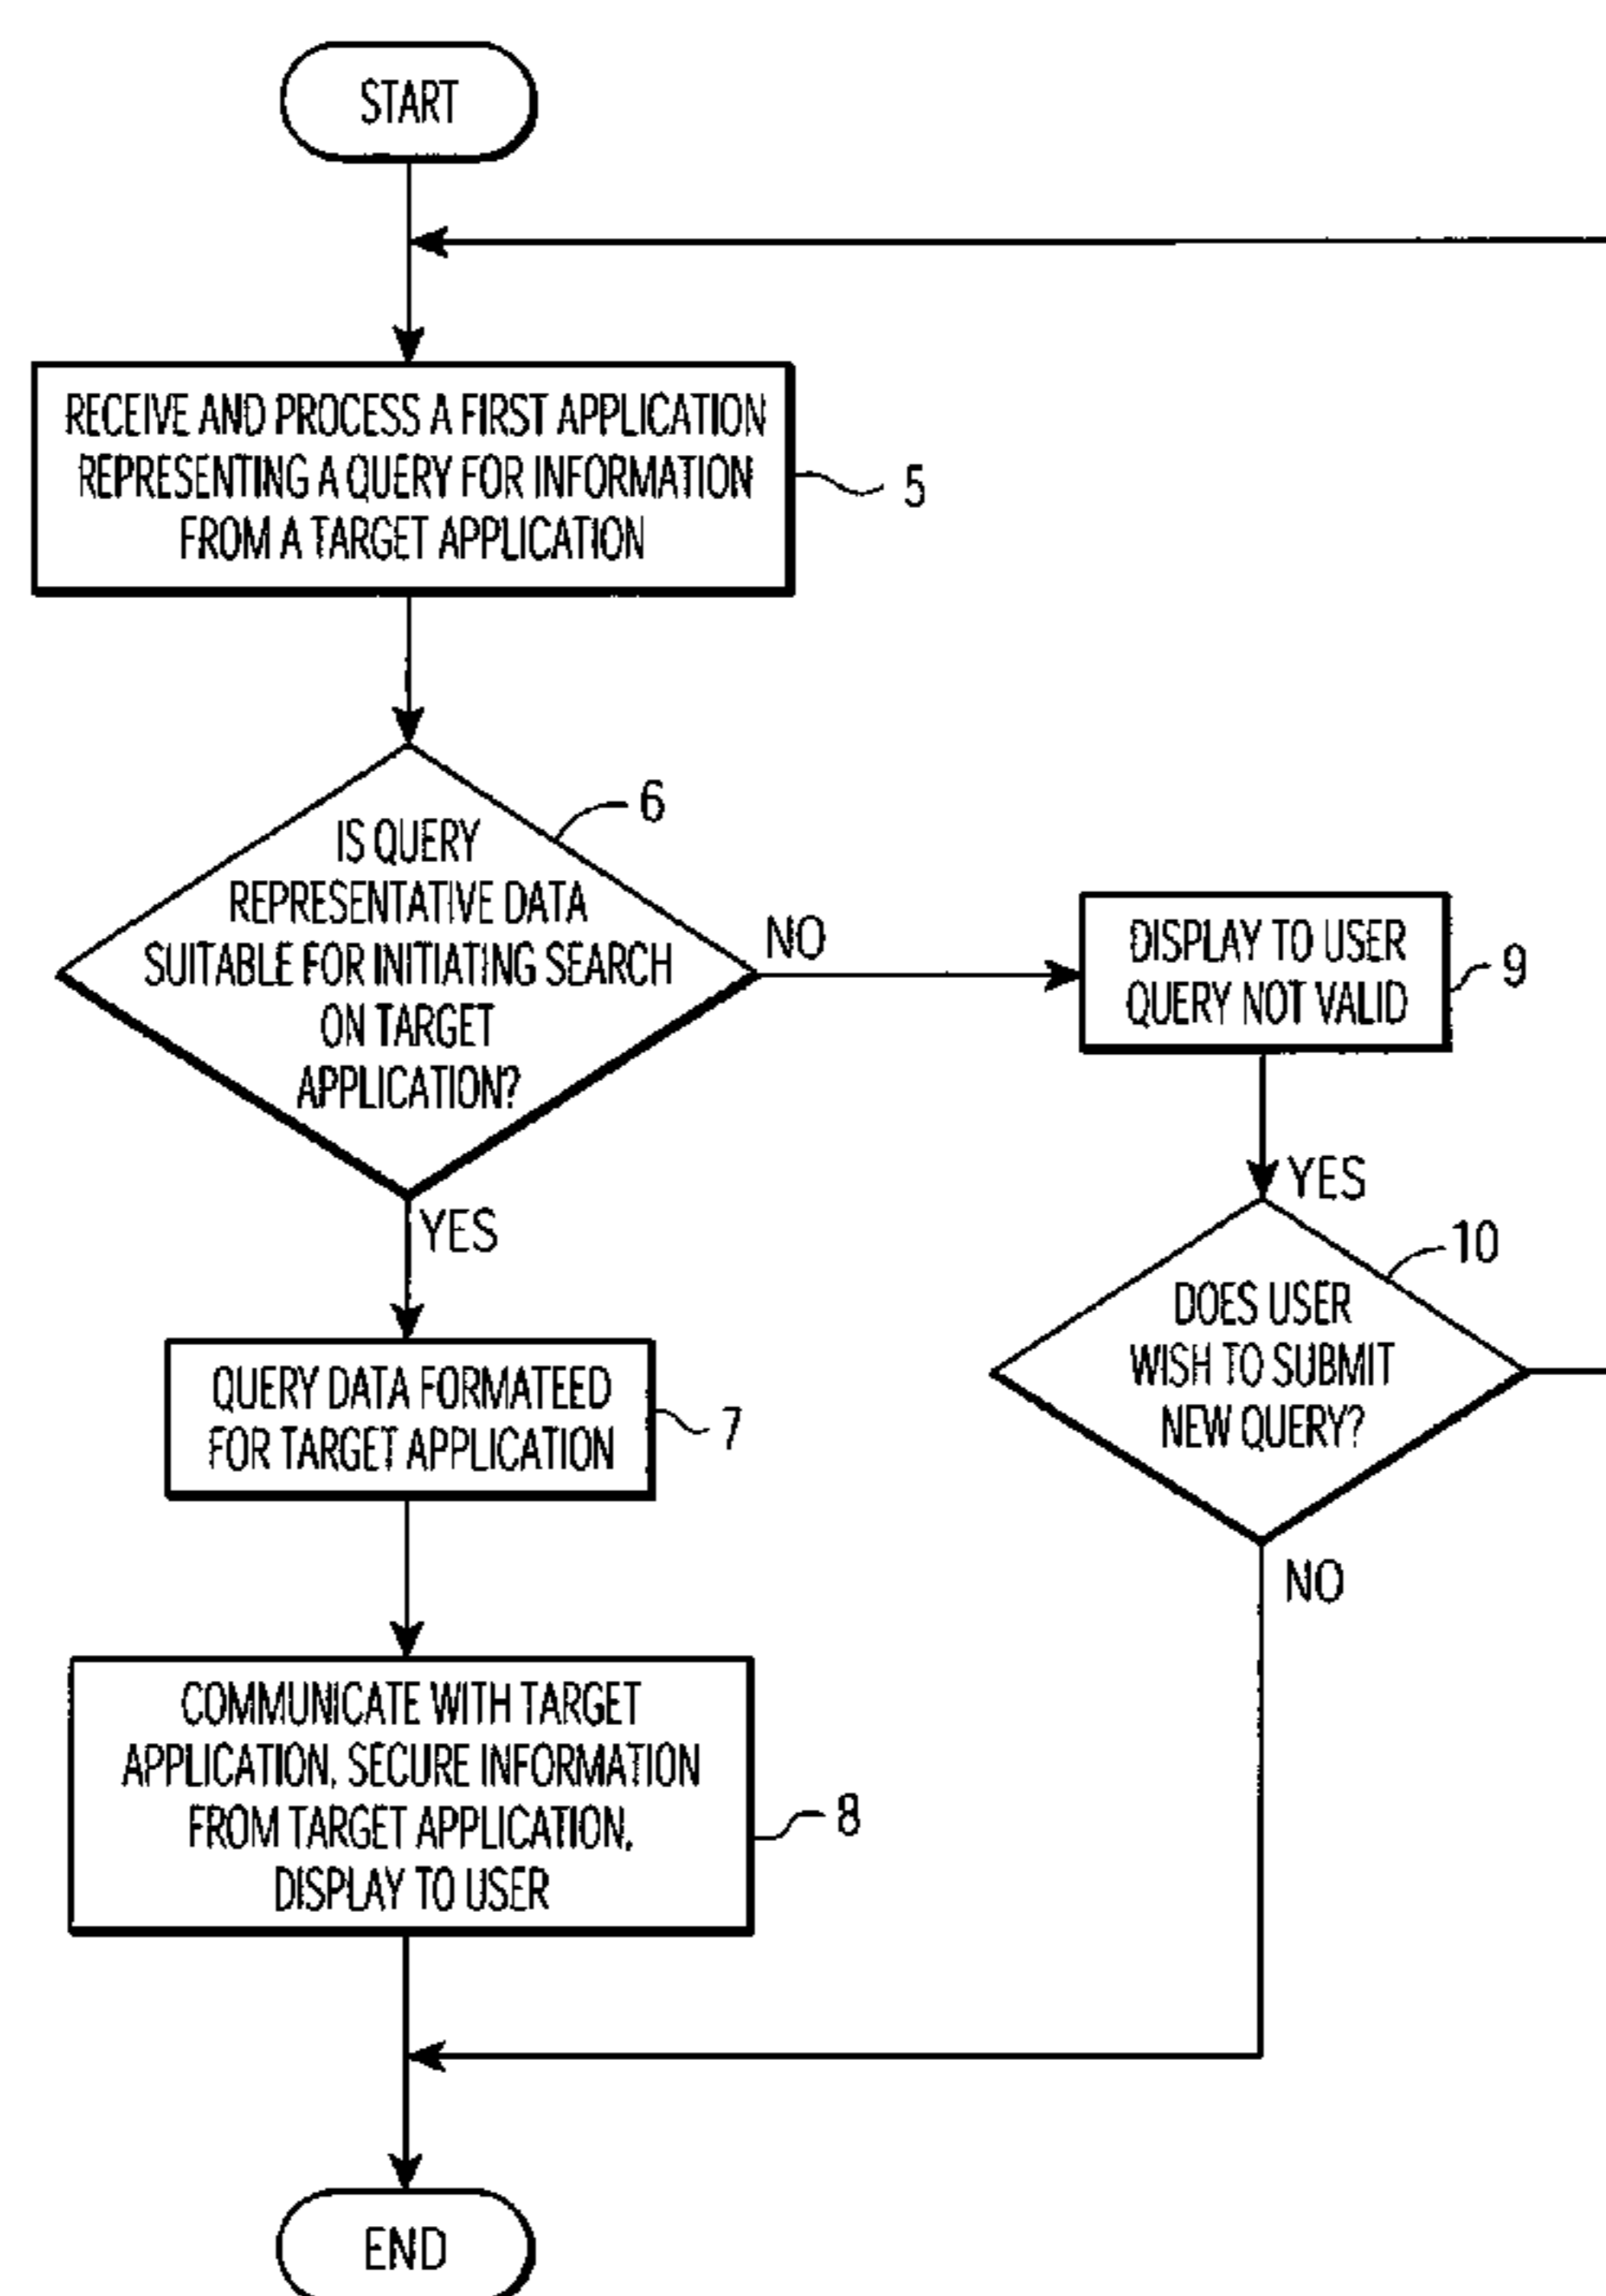 START
RECEIVE AND PROCESS A FIRST APPLICATION
REPRESENTING A QUERY FOR INFORMATION
FROM A TARGET APPLICATION
5
6
IS QUERY
REPRESENTATIVE DATA
SUITABLE FOR INITIATING SEARCH
ON TARGET
APPLICATION?
NO
DISPLAY TO USER
QUERY NOT VALID
9
YES
YES
10
DOES USER
WISH TO SUBMIT
NEW QUERY?
NO
QUERY DATA FORMATEED
FOR TARGET APPLICATION
7
COMMUNICATE WITH TARGET
APPLICATION, SECURE INFORMATION
FROM TARGET APPLICATION,
DISPLAY TO USER
8
END